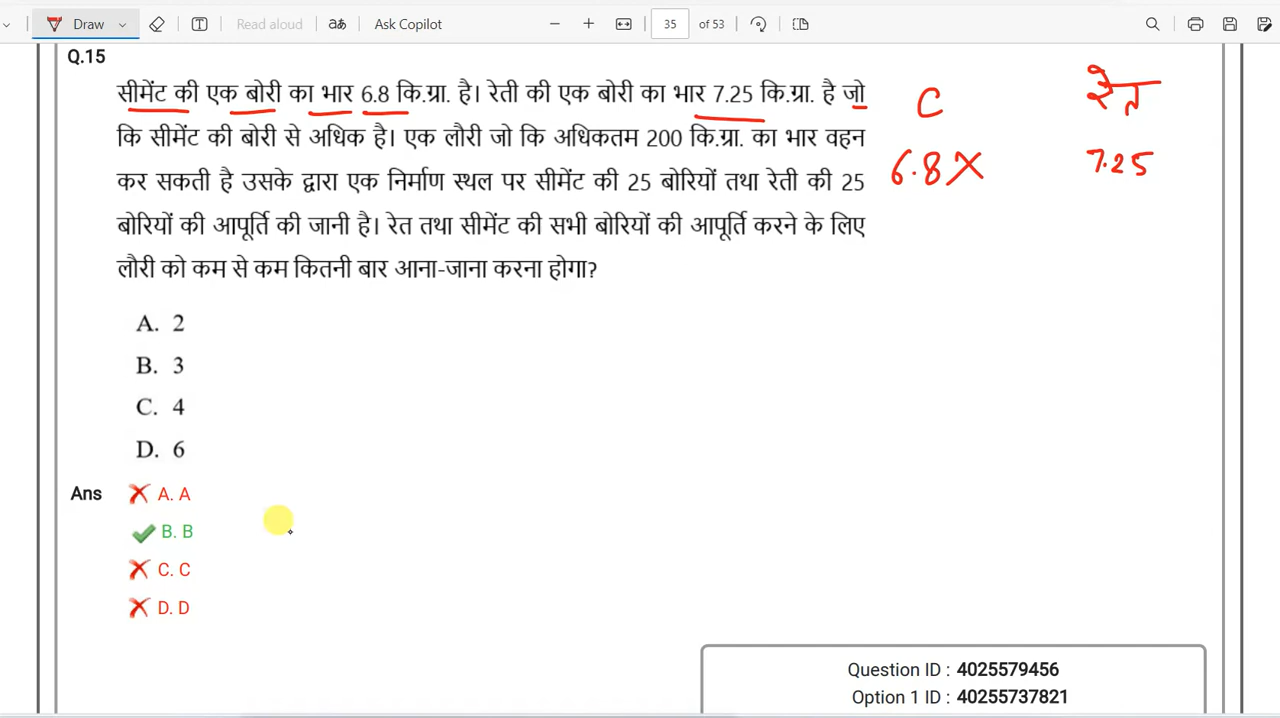 Draw
Read aloud
Ask Copilot
35 of 53
Q.15
सीमेंट की एक बोरी का भार 6.8 कि.ग्रा. है। रेती की एक बोरी का भार 7.25 कि.ग्रा. है जो
कि सीमेंट की बोरी से अधिक है। एक लौरी जो कि अधिकतम 200 कि.ग्रा. का भार वहन
कर सकती है उसके द्वारा एक निर्माण स्थल पर सीमेंट की 25 बोरियों तथा रेती की 25
बोरियों की आपूर्ति की जानी है। रेत तथा सीमेंट की सभी बोरियों की आपूर्ति करने के लिए
लौरी को कम से कम कितनी बार आना-जाना करना होगा?
C रेत
6.8 X 7.25
A. 2
B. 3
C. 4
D. 6
Ans A. A
B. B
C. C
D. D
Question ID : 4025579456
Option 1 ID : 40255737821